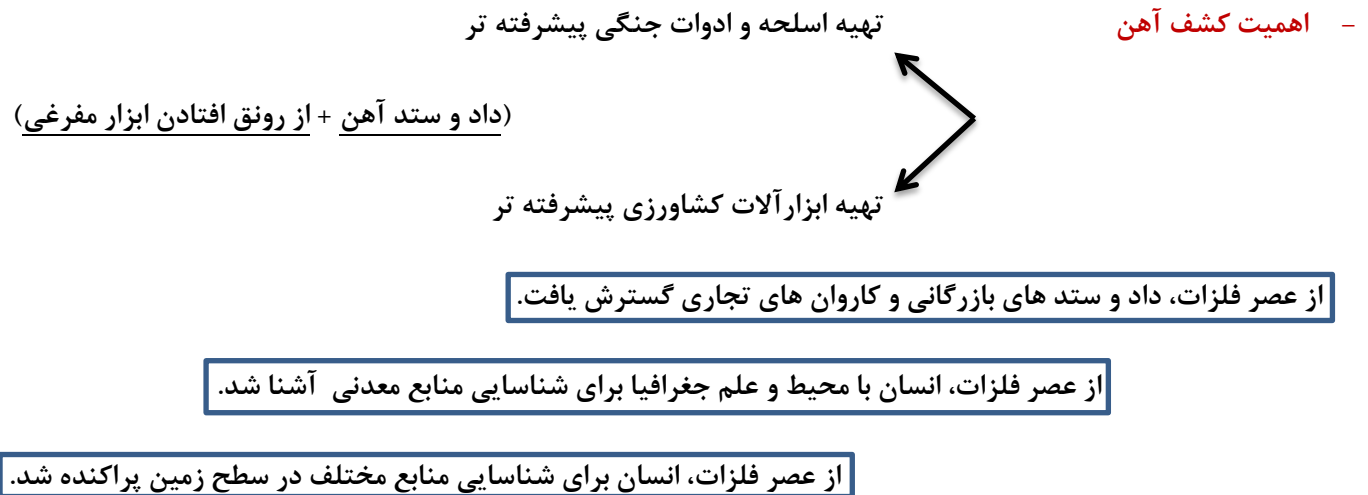 - اهمیت کشف آهن
تهیه اسلحه و ادوات جنگی پیشرفته تر
(داد و ستد آهن + از رونق افتادن ابزار مفرغی)
تهیه ابزارآلات کشاورزی پیشرفته تر
از عصر فلزات، داد و ستد های بازرگانی و کاروان های تجاری گسترش یافت.
از عصر فلزات، انسان با محیط و علم جغرافیا برای شناسایی منابع معدنی آشنا شد.
از عصر فلزات، انسان برای شناسایی منابع مختلف در سطح زمین پراکنده شد.